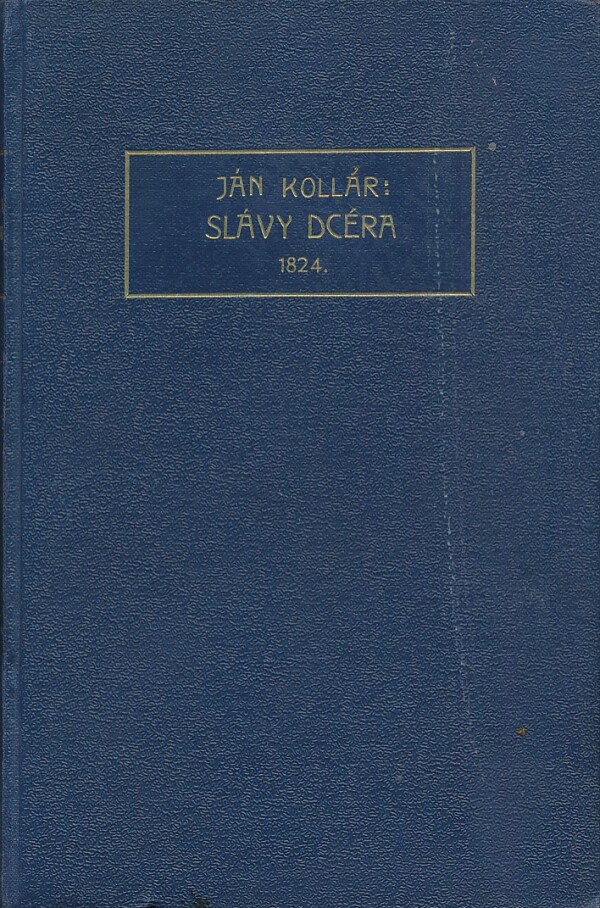 JÁN KOLLÁR:
SLÁVY DCÉRA
1824.